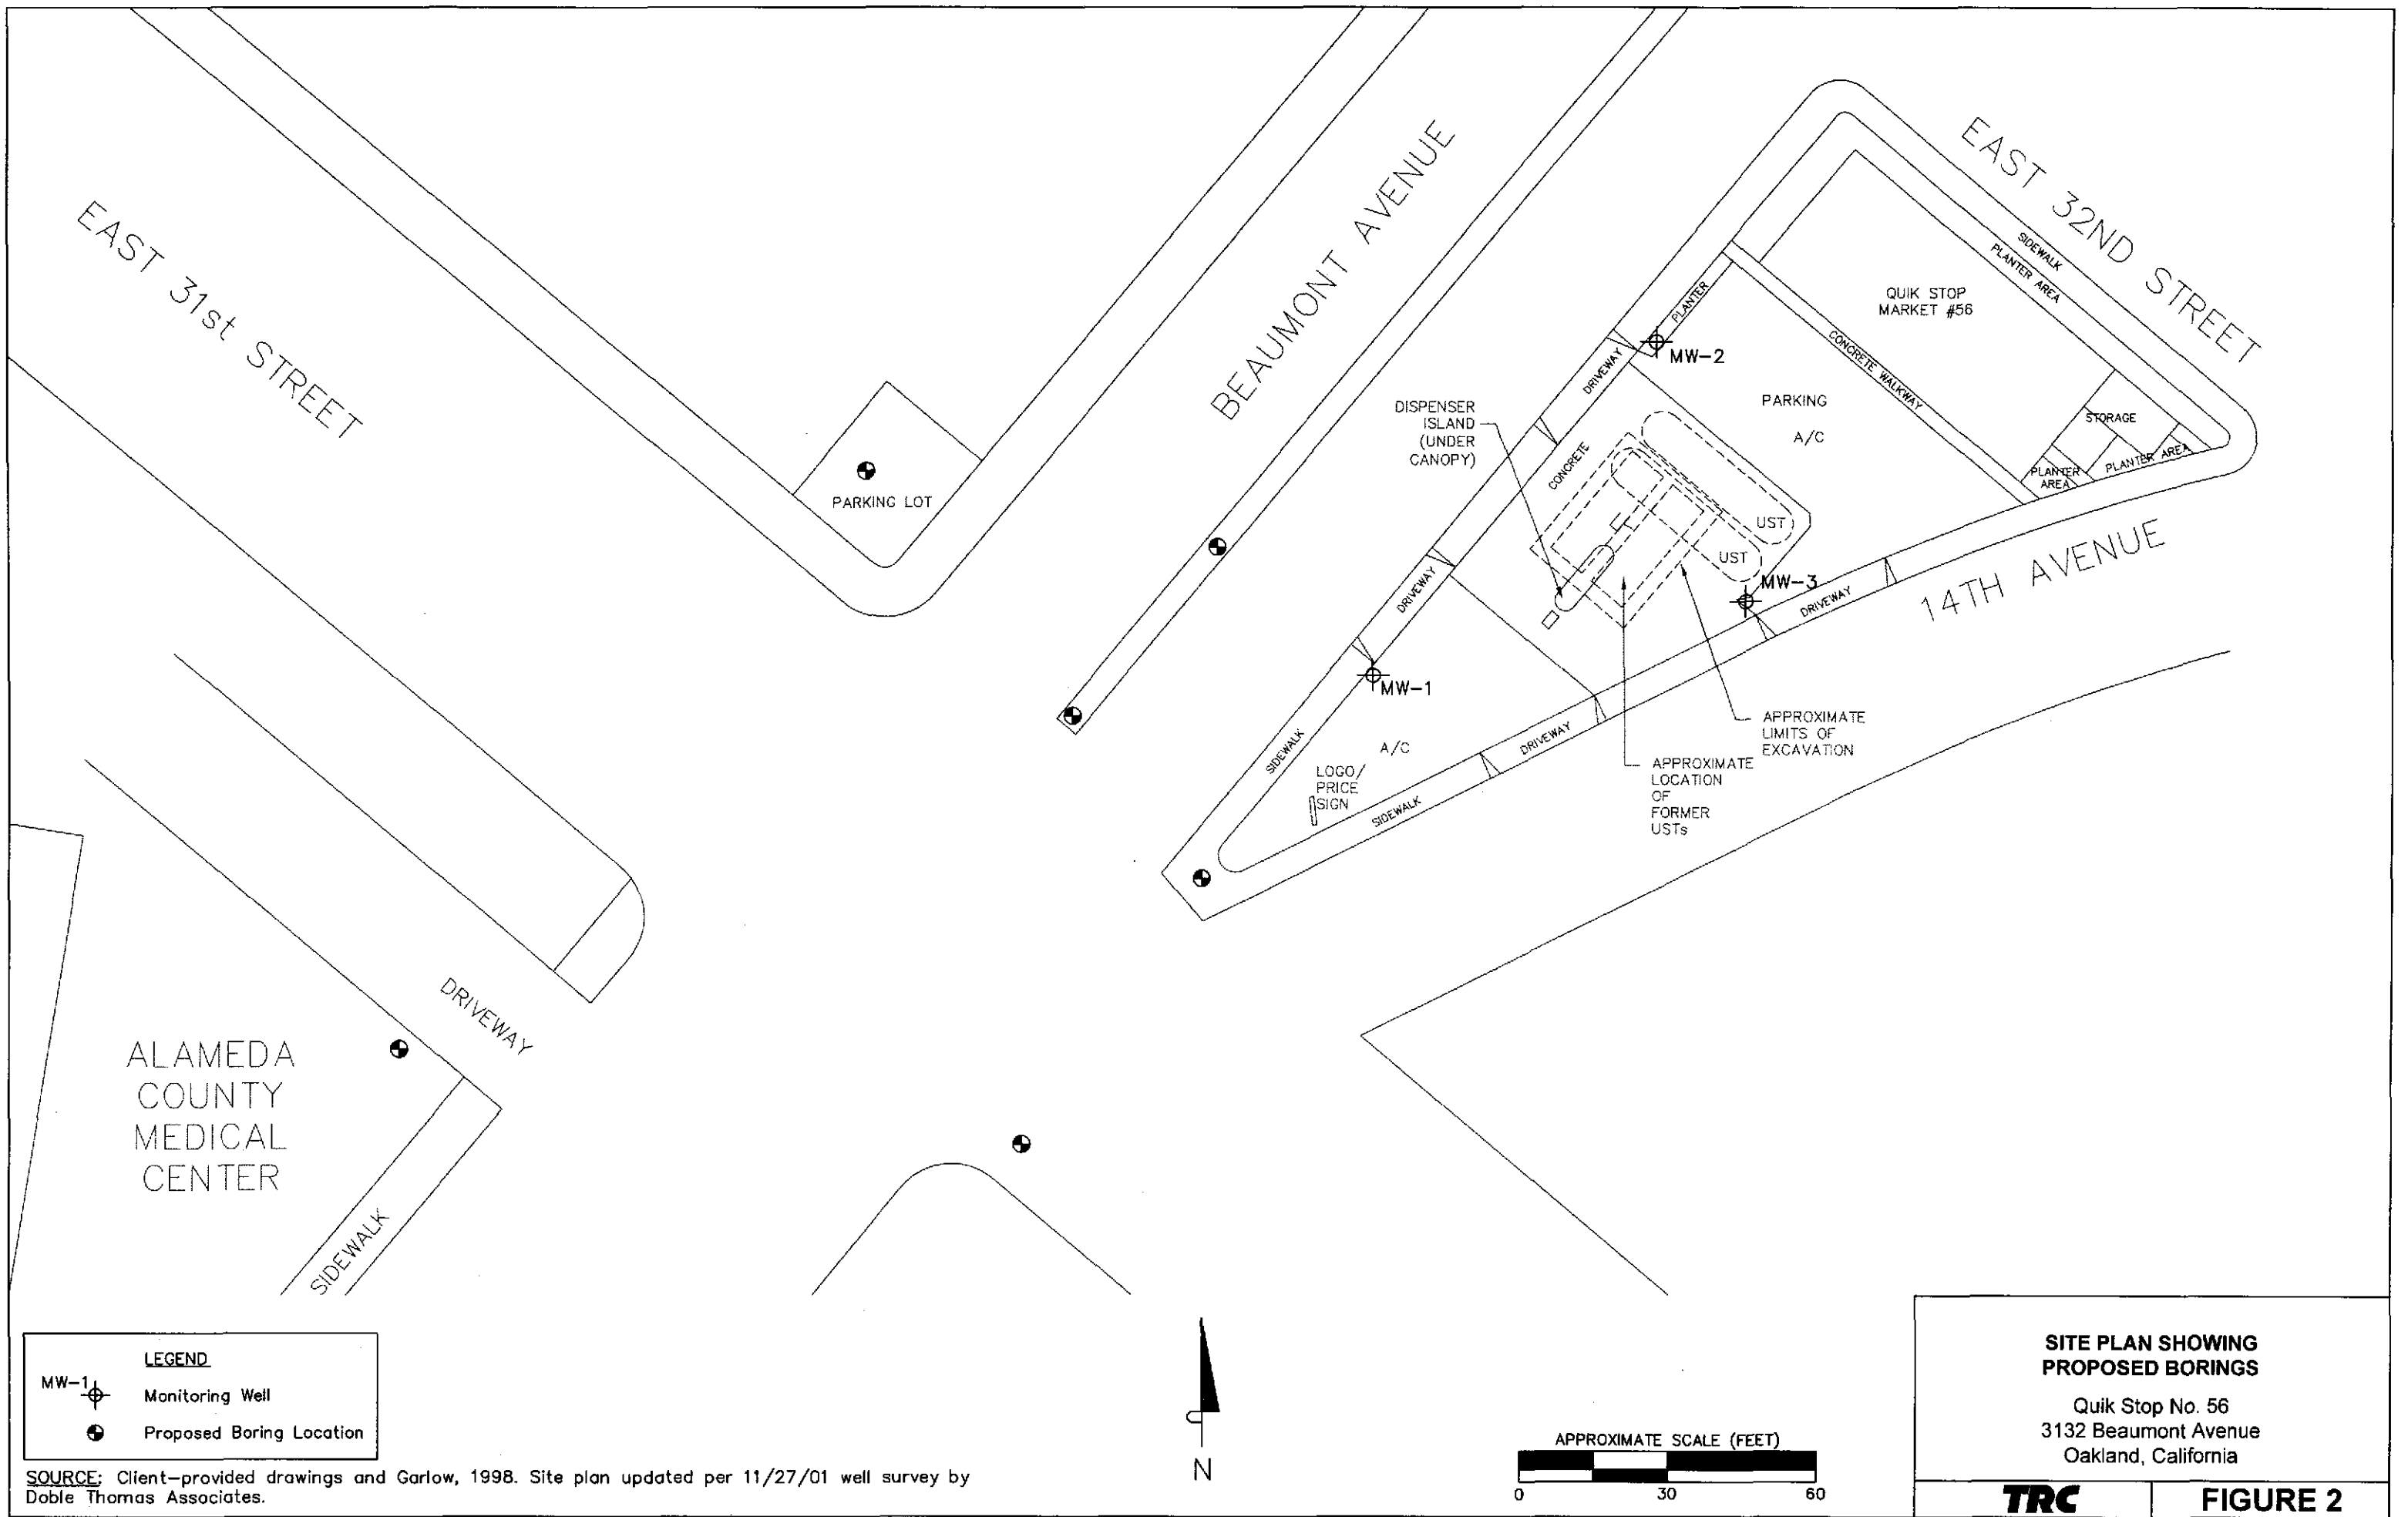 EAST 31st STREET
BEAUMONT AVENUE
EAST 32ND STREET
SIDEWALK
PLANTER AREA
QUIK STOP
MARKET #56
PLANTER
CONCRETE WALKWAY
MW-2
DRIVEWAY
PARKING
A/C
STORAGE
PLANTER AREA
PLANTER
AREA
DISPENSER
ISLAND
(UNDER
CANOPY)
CONCRETE
UST
UST
PARKING LOT
MW-3
DRIVEWAY
14TH AVENUE
DRIVEWAY
MW-1
SIDEWALK
A/C
LOGO/
PRICE
SIGN
DRIVEWAY
SIDEWALK
APPROXIMATE
LIMITS OF
EXCAVATION
APPROXIMATE
LOCATION
OF
FORMER
USTs
DRIVEWAY
ALAMEDA
COUNTY
MEDICAL
CENTER
SIDEWALK
LEGEND
MW-1
Monitoring Well
Proposed Boring Location
SOURCE: Client-provided drawings and Garlow, 1998. Site plan updated per 11/27/01 well survey by
Doble Thomas Associates.
N
APPROXIMATE SCALE (FEET)
0 30 60
SITE PLAN SHOWING
PROPOSED BORINGS
Quik Stop No. 56
3132 Beaumont Avenue
Oakland, California
TRC
FIGURE 2